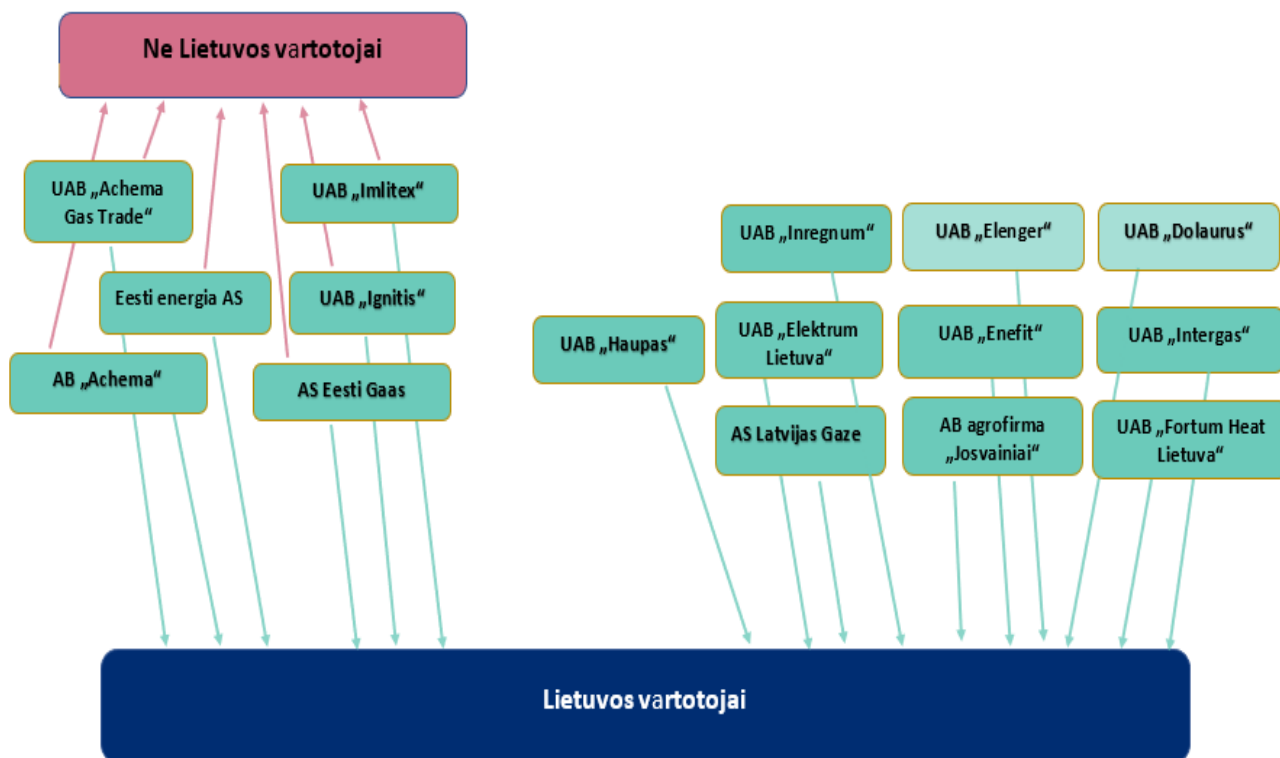 Ne Lietuvos vartotojai
UAB „Achema
Gas Trade“
UAB „Imlitex“
Eesti energia AS
UAB „Ignitis“
AB „Achema“
AS Eesti Gaas
UAB „Inregnum“
UAB „Elenger“
UAB „Dolaurus“
UAB „Haupas“
UAB „Elektrum
Lietuva“
UAB „Enefit“
UAB „Intergas“
AS Latvijas Gaze
AB agrofirma
„Josvainiai“
UAB „Fortum Heat
Lietuva“
Lietuvos vartotojai